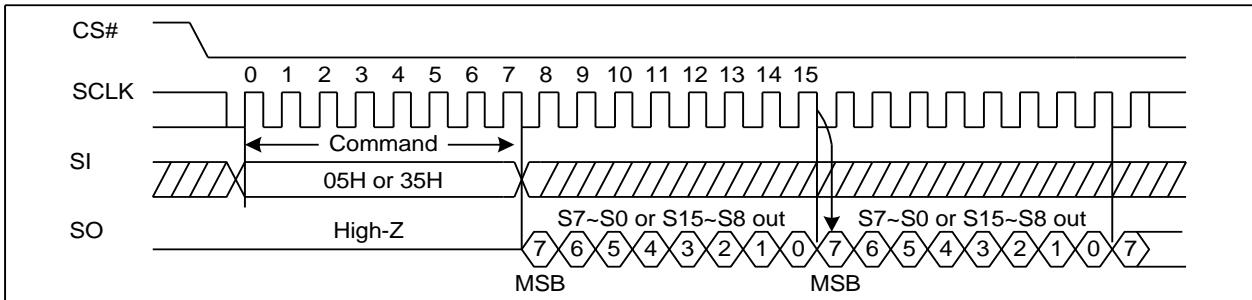 CS#
0 1 2 3 4 5 6 7 8 9 10 11 12 13 14 15
SCLK
Command
SI
05H or 35H
S7~S0 or S15~S8 out S7~S0 or S15~S8 out
SO
High-Z
7 6 5 4 3 2 1 0 7 6 5 4 3 2 1 0 7
MSB MSB